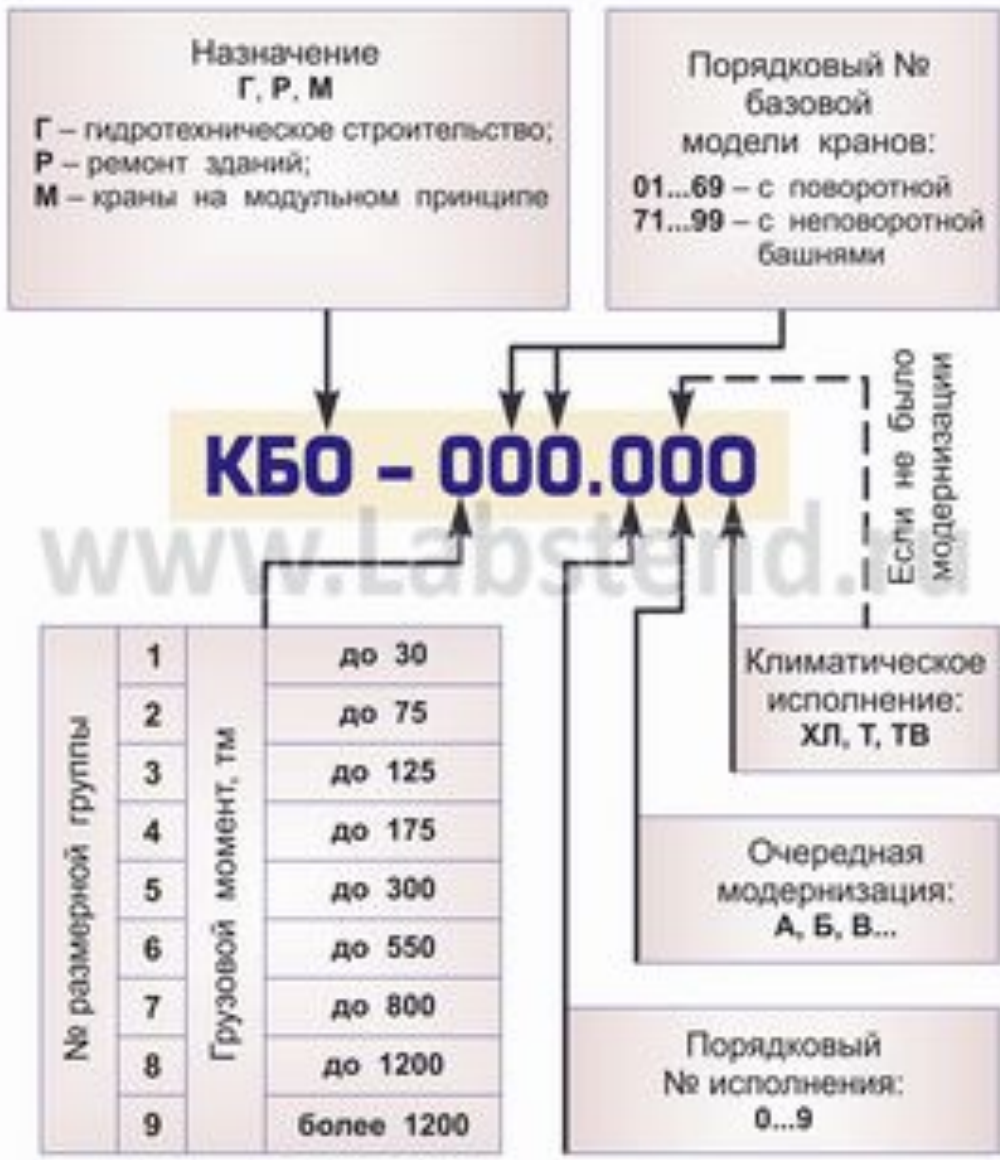 Назначение
Г, Р, М
Г – гидротехническое строительство;
Р – ремонт зданий;
М – краны на модульном принципе
Порядковый №
базовой
модели кранов:
01...69 – с поворотной
71...99 – с неповоротной
башнями
Если не было
модернизации
КБО – 000.000
www.Labstend.ru
№ размерной группы
Грузовой момент, тм
1 до 30
2 до 75
3 до 125
4 до 175
5 до 300
6 до 550
7 до 800
8 до 1200
9 более 1200
Климатическое
исполнение:
ХЛ, Т, ТВ
Очередная
модернизация:
А, Б, В...
Порядковый
№ исполнения:
0...9